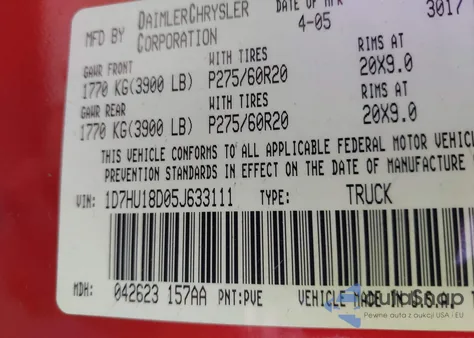 DATE OF MFR 3017
MFD BY DAIMLERCHRYSLER CORPORATION 4-05
GAWR FRONT WITH TIRES RIMS AT
1770 KG(3900 LB) P275/60R20 20X9.0
GAWR REAR WITH TIRES RIMS AT
1770 KG(3900 LB) P275/60R20 20X9.0
THIS VEHICLE CONFORMS TO ALL APPLICABLE FEDERAL MOTOR VEHICL
PREVENTION STANDARDS IN EFFECT ON THE DATE OF MANUFACTURE
VIN: 1D7HU18D05J633111 TYPE: TRUCK
MDH: 042623 157AA PNT:PVE VEHICLE MADE IN U.S.A.
Pewne auta z aukcji USA / EU